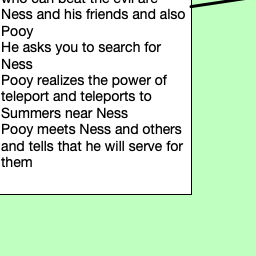 who can beat the evil are
Ness and his friends and also
Pooy
He asks you to search for
Ness
Pooy realizes the power of
teleport and teleports to
Summers near Ness
Pooy meets Ness and others
and tells that he will serve for
them